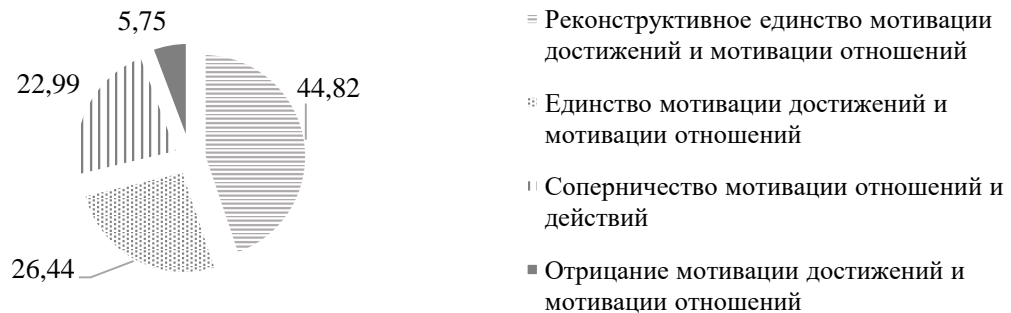 5,75
22,99
44,82
26,44
Реконструктивное единство мотивации
достижений и мотивации отношений
Единство мотивации достижений и
мотивации отношений
Соперничество мотивации отношений и
действий
Отрицание мотивации достижений и
мотивации отношений